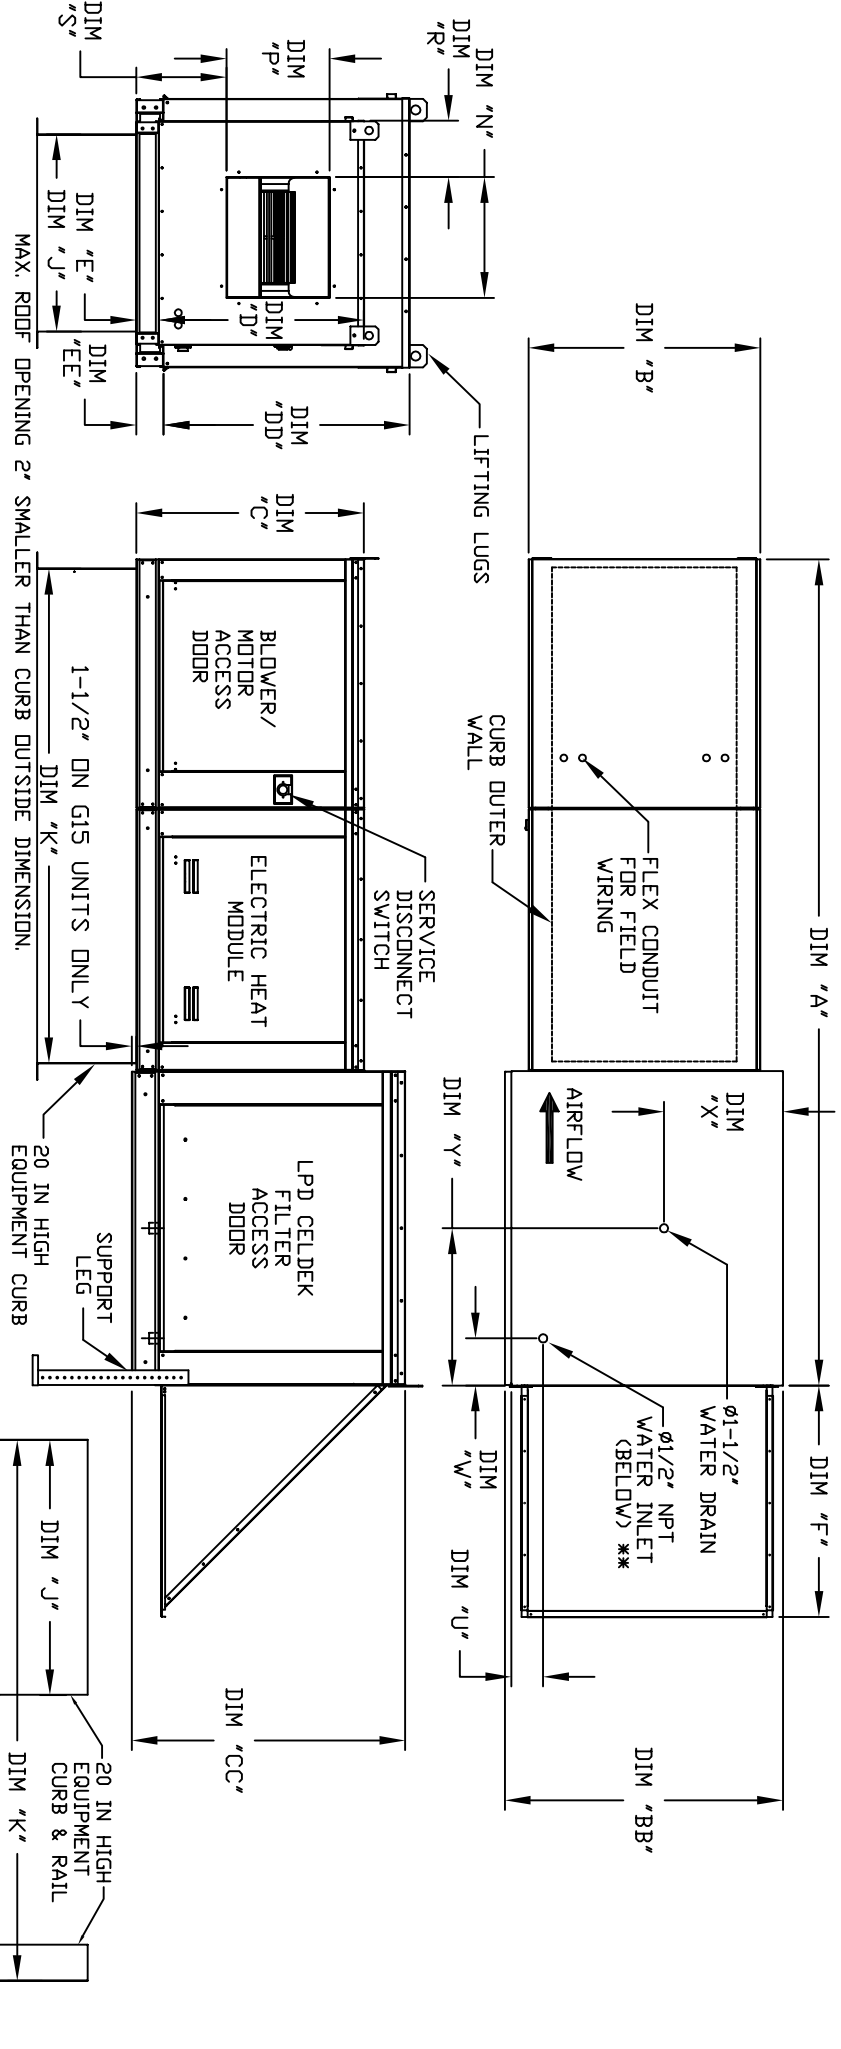 DIM "A"
DIM "F"
DIM "B"
FLEX CONDUIT
FOR FIELD
WIRING
CURB OUTER
WALL
DIM
"X"
AIRFLOW
ø1-1/2"
WATER DRAIN
ø1/2" NPT
WATER INLET
(BELOW) **
DIM "BB"
DIM "Y"
DIM
"W"
DIM "U"
DIM "N"
DIM
"R"
LIFTING LUGS
DIM
"P"
DIM
"S"
DIM
"D"
DIM
"DD"
DIM "E"
DIM "J"
DIM
"EE"
DIM
"C"
BLOWER/
MOTOR
ACCESS
DOOR
SERVICE
DISCONNECT
SWITCH
ELECTRIC HEAT
MODULE
LPD CELDEK
FILTER
ACCESS
DOOR
DIM "CC"
1-1/2" ON G15 UNITS ONLY
DIM "K"
SUPPORT
LEG
20 IN HIGH
EQUIPMENT CURB
MAX. ROOF OPENING 2" SMALLER THAN CURB OUTSIDE DIMENSION.
DIM "J"
20 IN HIGH
EQUIPMENT
CURB & RAIL
DIM "K"